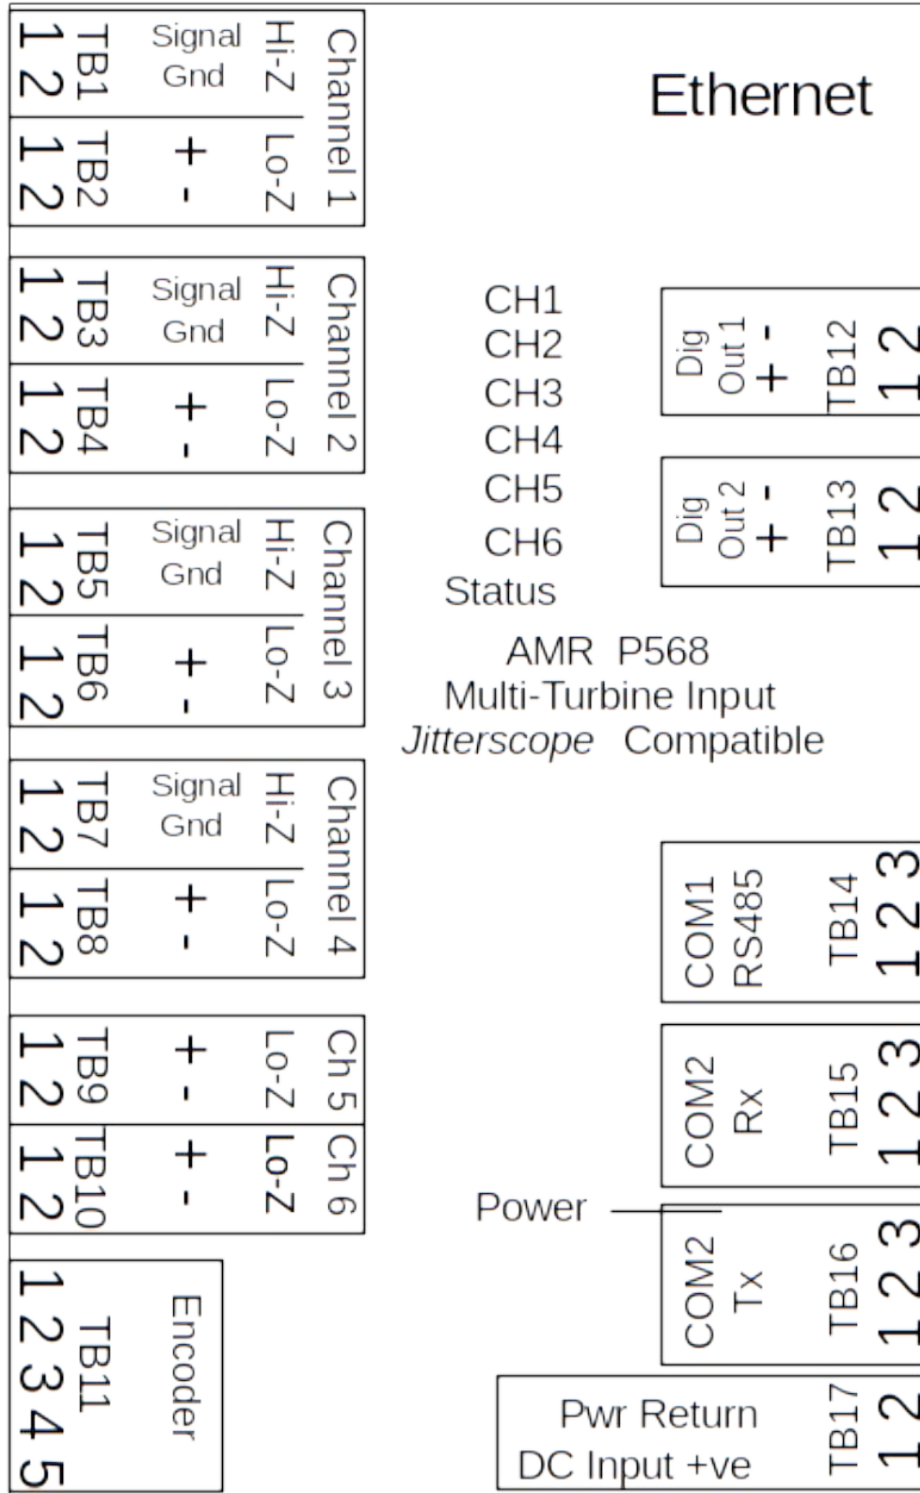 Channel 1
Hi-Z
Signal
Gnd
TB1
1 2
Lo-Z
+
-
TB2
1 2
Channel 2
Hi-Z
Signal
Gnd
TB3
1 2
Lo-Z
+
-
TB4
1 2
Channel 3
Hi-Z
Signal
Gnd
TB5
1 2
Lo-Z
+
-
TB6
1 2
Channel 4
Hi-Z
Signal
Gnd
TB7
1 2
Lo-Z
+
-
TB8
1 2
Ch 5
Lo-Z
+
-
TB9
1 2
Ch 6
Lo-Z
+
-
TB10
1 2
Encoder
TB11
1 2 3 4 5
Ethernet
CH1
CH2
CH3
CH4
CH5
CH6
Status
AMR P568
Multi-Turbine Input
Jitterscope Compatible
Dig
Out 1
+ -
TB12
1 2
Dig
Out 2
+ -
TB13
1 2
COM1
RS485
TB14
1 2 3
COM2
Rx
TB15
1 2 3
Power
COM2
Tx
TB16
1 2 3
Pwr Return
DC Input +ve
TB17
1 2